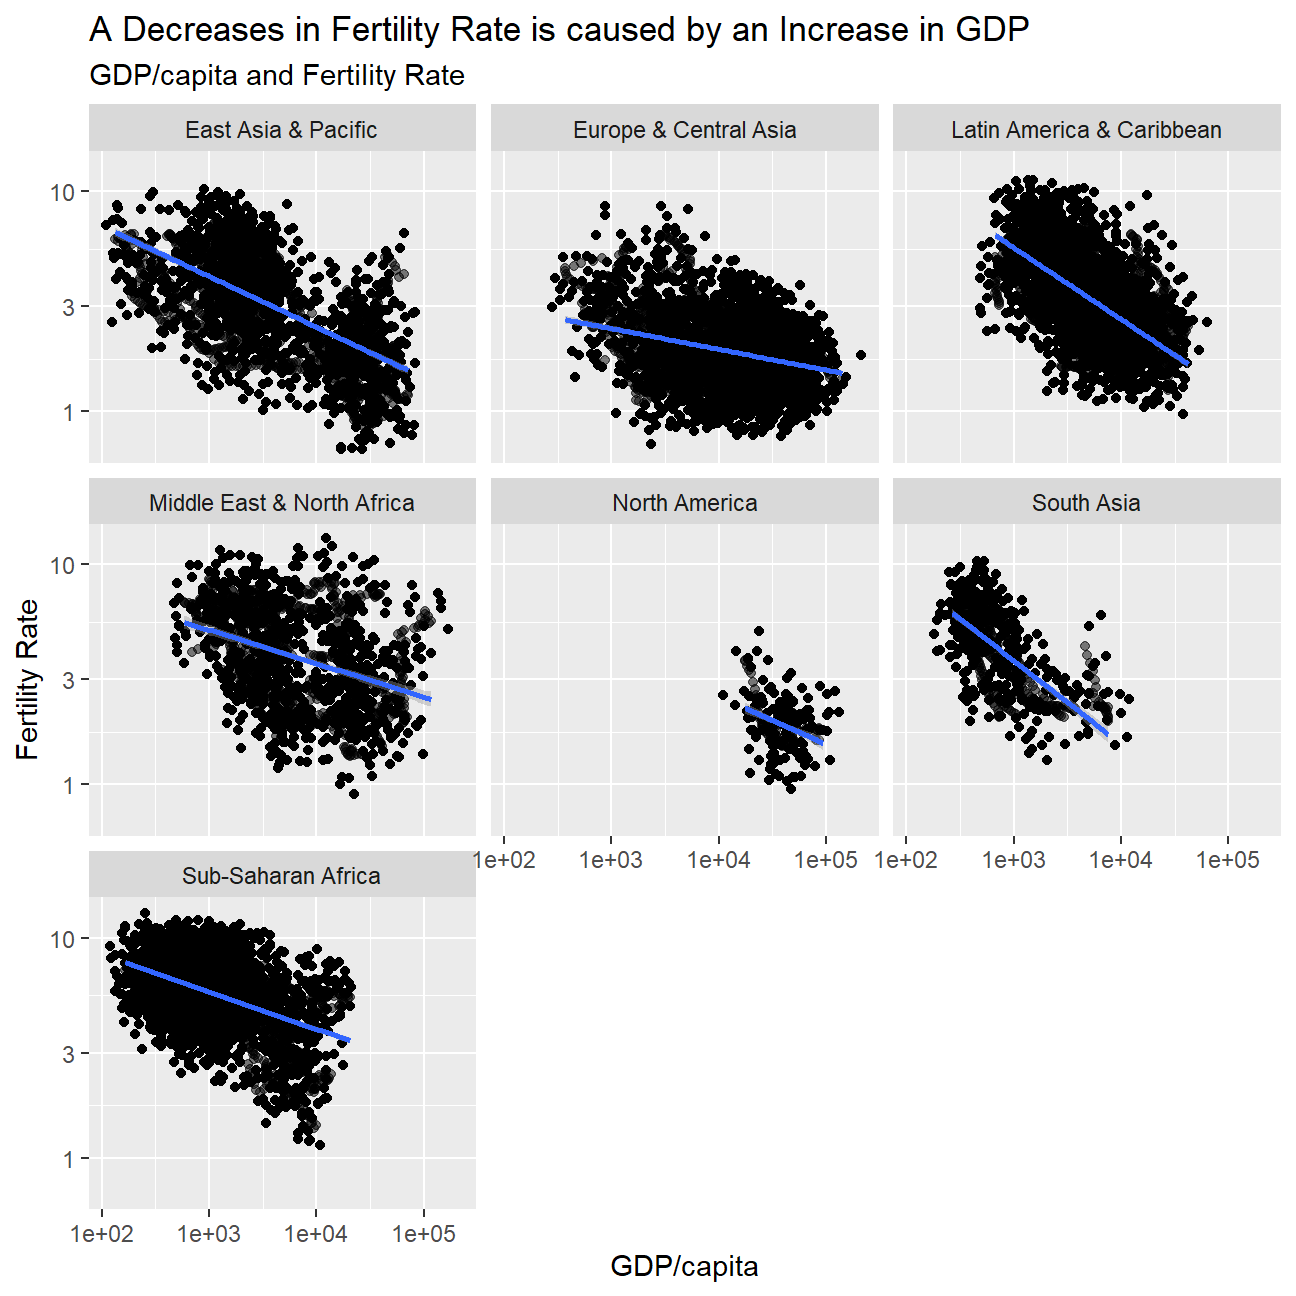 A Decreases in Fertility Rate is caused by an Increase in GDP
GDP/capita and Fertility Rate
East Asia & Pacific
Europe & Central Asia
Latin America & Caribbean
10
3
1
Middle East & North Africa
North America
South Asia
10
3
1
1e+02
1e+03
1e+04
1e+05
1e+02
1e+03
1e+04
1e+05
Sub-Saharan Africa
10
3
1
1e+02
1e+03
1e+04
1e+05
Fertility Rate
GDP/capita